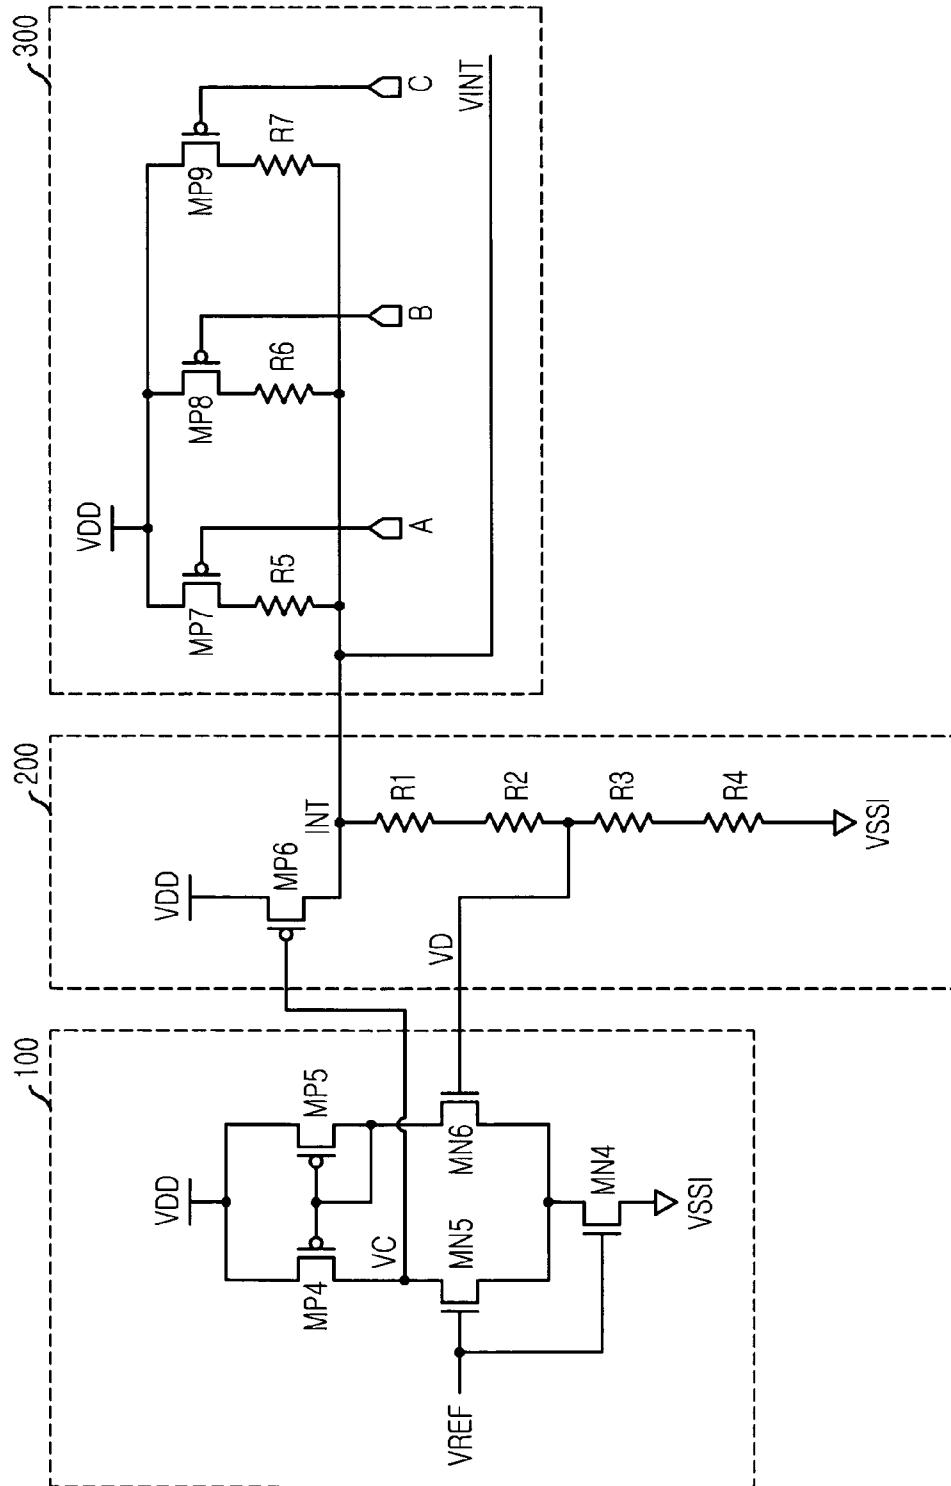 100
VDD
MP4
MP5
VC
MN5
MN6
VREF
MN4
VSSI
200
VDD
MP6
INT
R1
R2
VD
R3
R4
VSSI
300
VDD
MP7
MP8
MP9
R5
R6
R7
A
B
C
VINT